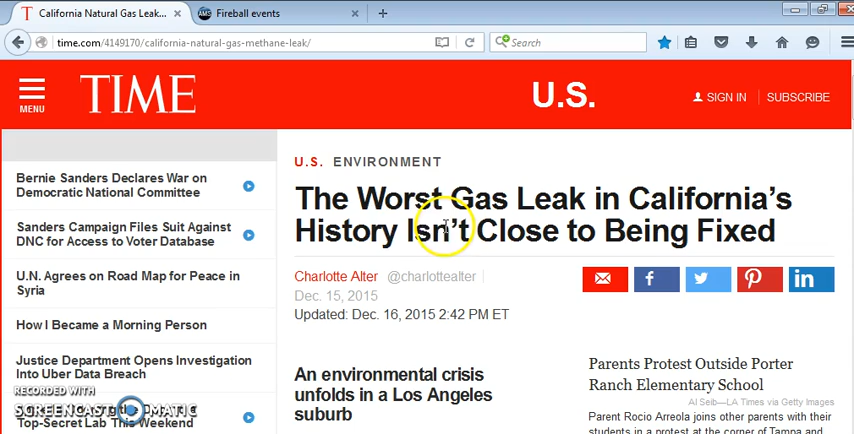 California Natural Gas Leak...
AMS Fireball events
time.com/4149170/california-natural-gas-methane-leak/
Search
MENU
TIME
U.S.
SIGN IN
SUBSCRIBE
Bernie Sanders Declares War on
Democratic National Committee
Sanders Campaign Files Suit Against
DNC for Access to Voter Database
U.N. Agrees on Road Map for Peace in
Syria
How I Became a Morning Person
Justice Department Opens Investigation
Into Uber Data Breach
Top-Secret Lab This Weekend
RECORDED WITH
SCREENCAST MATIC
U.S. ENVIRONMENT
The Worst Gas Leak in California's
History Isn't Close to Being Fixed
Charlotte Alter @charlottealter
Dec. 15, 2015
Updated: Dec. 16, 2015 2:42 PM ET
An environmental crisis
unfolds in a Los Angeles
suburb
Parents Protest Outside Porter
Ranch Elementary School
Al Seib—LA Times via Getty Images
Parent Rocio Arreola joins other parents with their
students in a protest at the corner of Tampa and